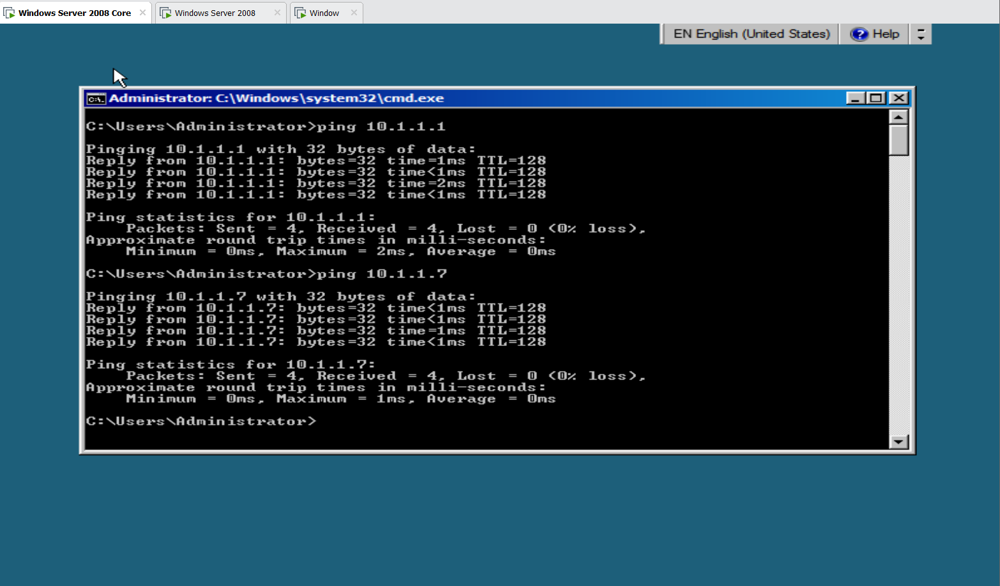 Windows Server 2008 Core
Windows Server 2008
Window
EN English (United States)
Help
Administrator: C:\Windows\system32\cmd.exe
C:\Users\Administrator>ping 10.1.1.1
Pinging 10.1.1.1 with 32 bytes of data:
Reply from 10.1.1.1: bytes=32 time=1ms TTL=128
Reply from 10.1.1.1: bytes=32 time<1ms TTL=128
Reply from 10.1.1.1: bytes=32 time=2ms TTL=128
Reply from 10.1.1.1: bytes=32 time<1ms TTL=128
Ping statistics for 10.1.1.1:
    Packets: Sent = 4, Received = 4, Lost = 0 (0% loss),
Approximate round trip times in milli-seconds:
    Minimum = 0ms, Maximum = 2ms, Average = 0ms
C:\Users\Administrator>ping 10.1.1.7
Pinging 10.1.1.7 with 32 bytes of data:
Reply from 10.1.1.7: bytes=32 time<1ms TTL=128
Reply from 10.1.1.7: bytes=32 time<1ms TTL=128
Reply from 10.1.1.7: bytes=32 time=1ms TTL=128
Reply from 10.1.1.7: bytes=32 time<1ms TTL=128
Ping statistics for 10.1.1.7:
    Packets: Sent = 4, Received = 4, Lost = 0 (0% loss),
Approximate round trip times in milli-seconds:
    Minimum = 0ms, Maximum = 1ms, Average = 0ms
C:\Users\Administrator>